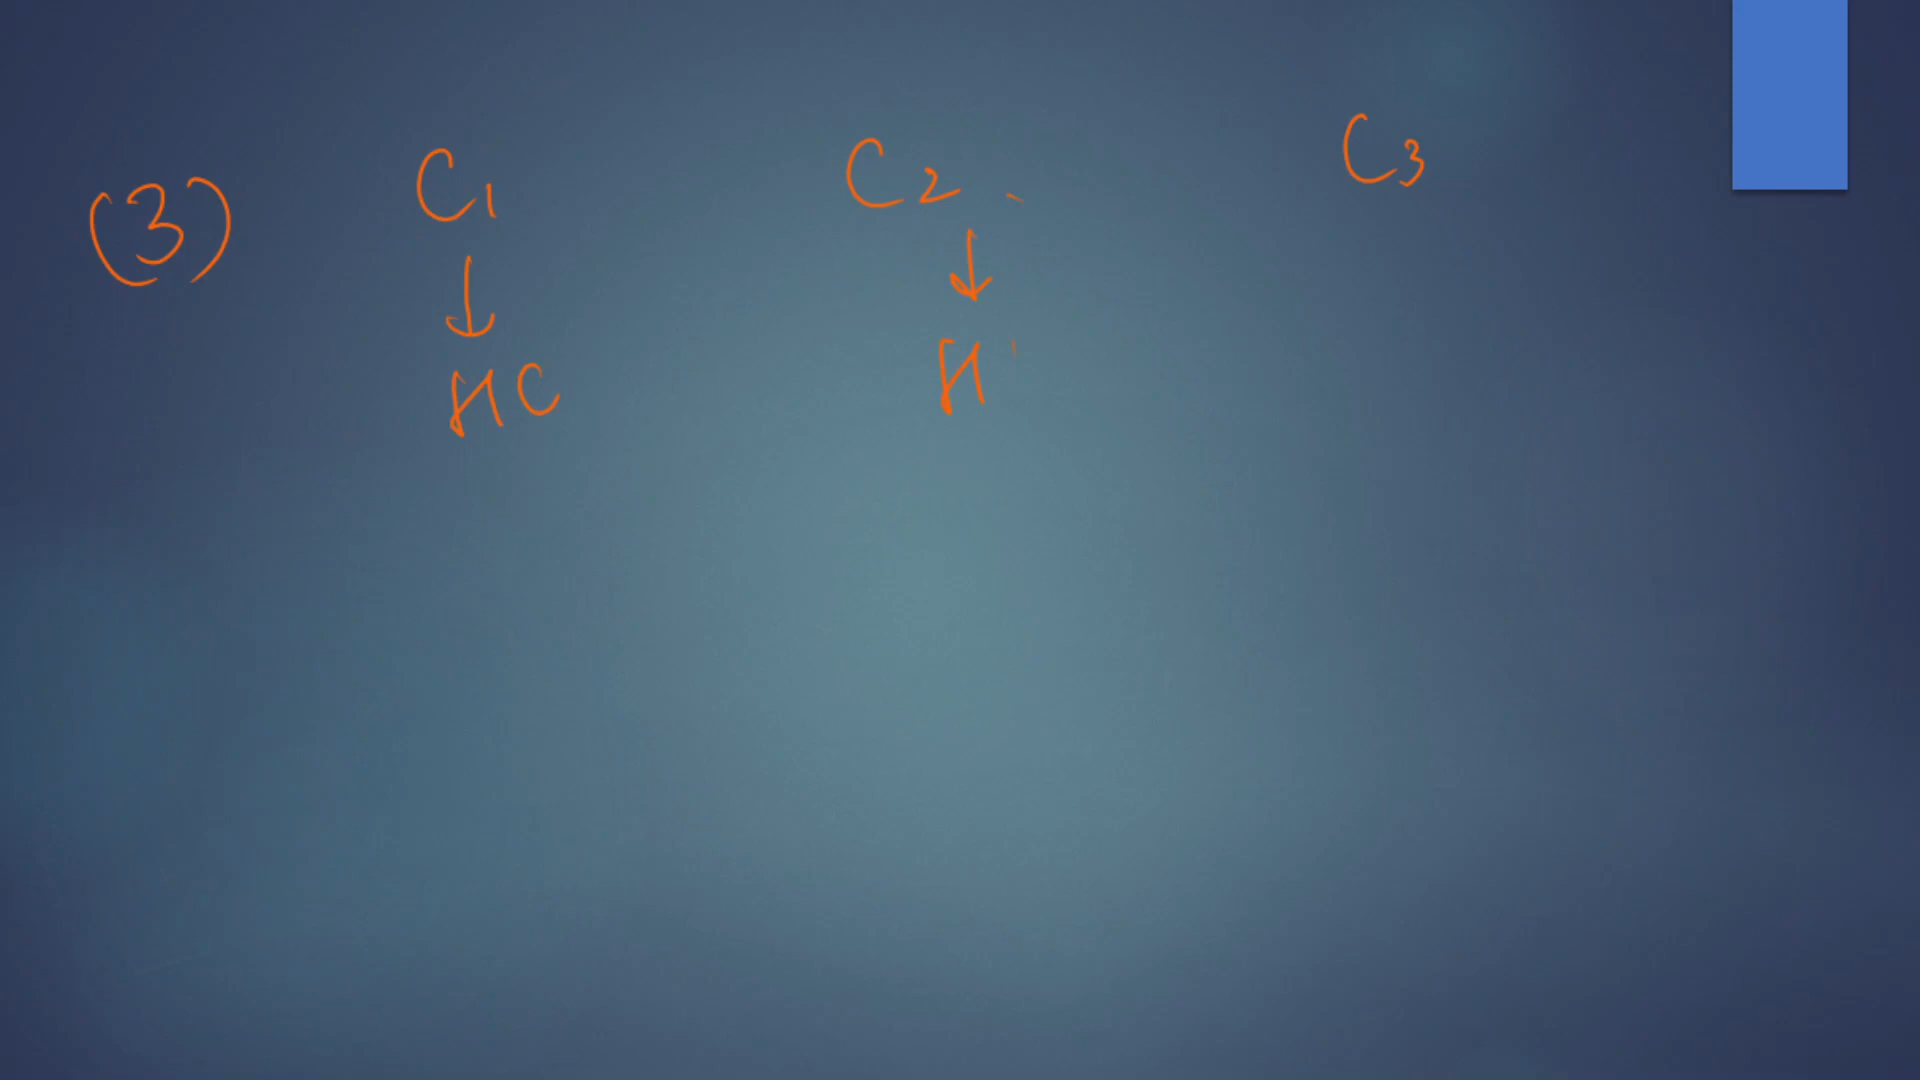 (3) C1 C2 C3
↓ ↓
HC H